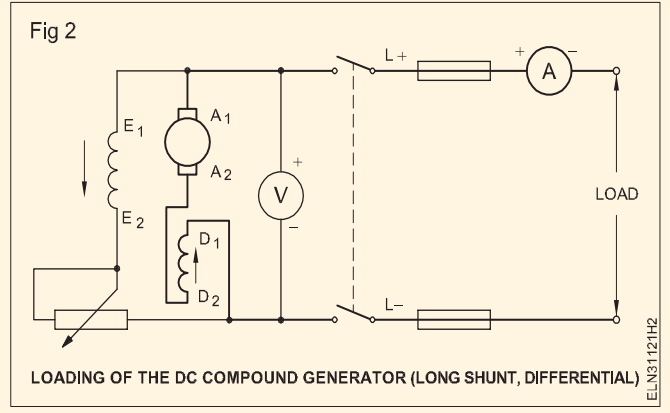 Fig 2
L+
+
−
A
A1
E1
A2
+
E2
V
LOAD
−
D1
D2
L−
LOADING OF THE DC COMPOUND GENERATOR (LONG SHUNT, DIFFERENTIAL)
ELN31121H2